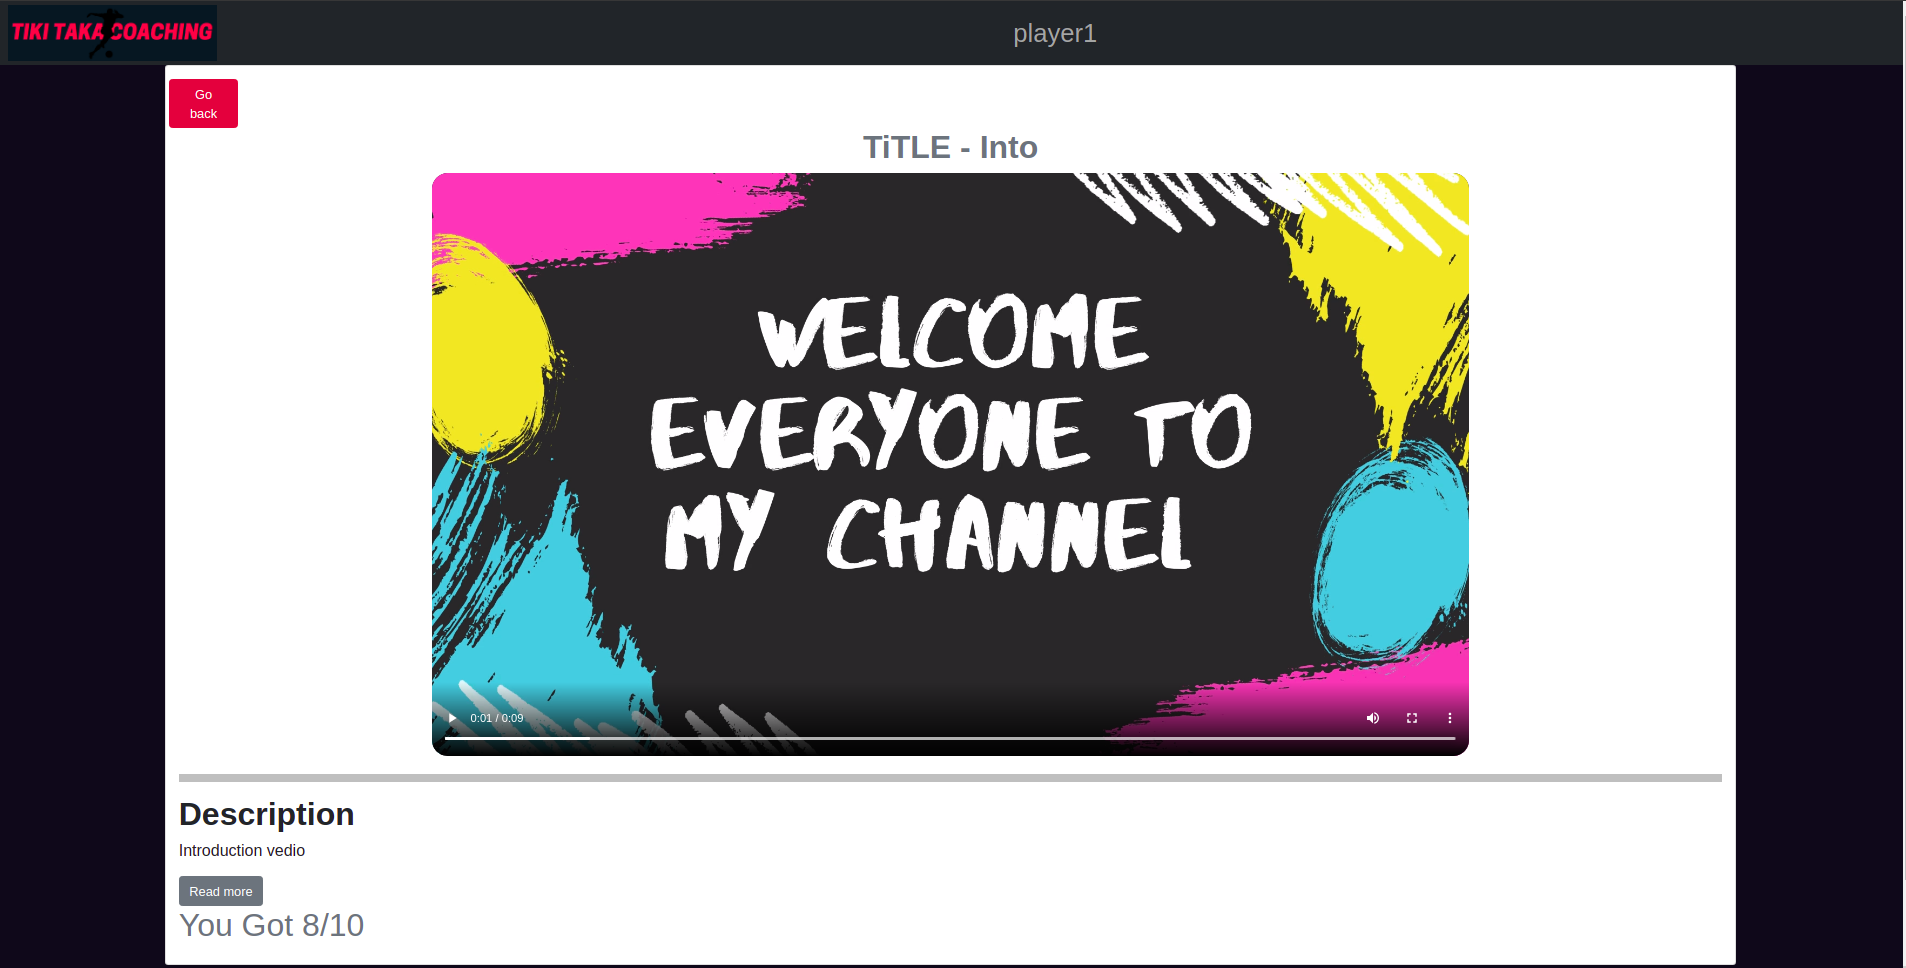 TIKI TAKA COACHING
player1
Go
back
TiTLE - Into
WELCOME
EVERYONE TO
MY CHANNEL
0:01 / 0:09
Description
Introduction vedio
Read more
You Got 8/10